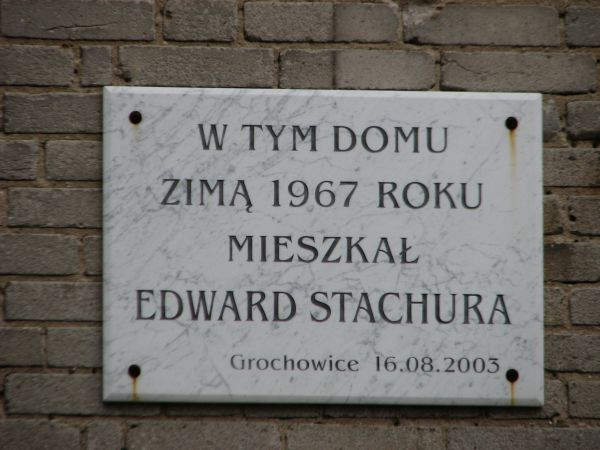 W TYM DOMU
ZIMĄ 1967 ROKU
MIESZKAŁ
EDWARD STACHURA
Grochowice 16.08.2003